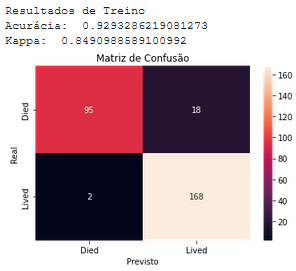 Resultados de Treino
Acurácia:  0.9293286219081273
Kappa:  0.8490988589100992
Matriz de Confusão
Real
Died
95
18
Lived
2
168
Died
Lived
Previsto
160
140
120
100
80
60
40
20